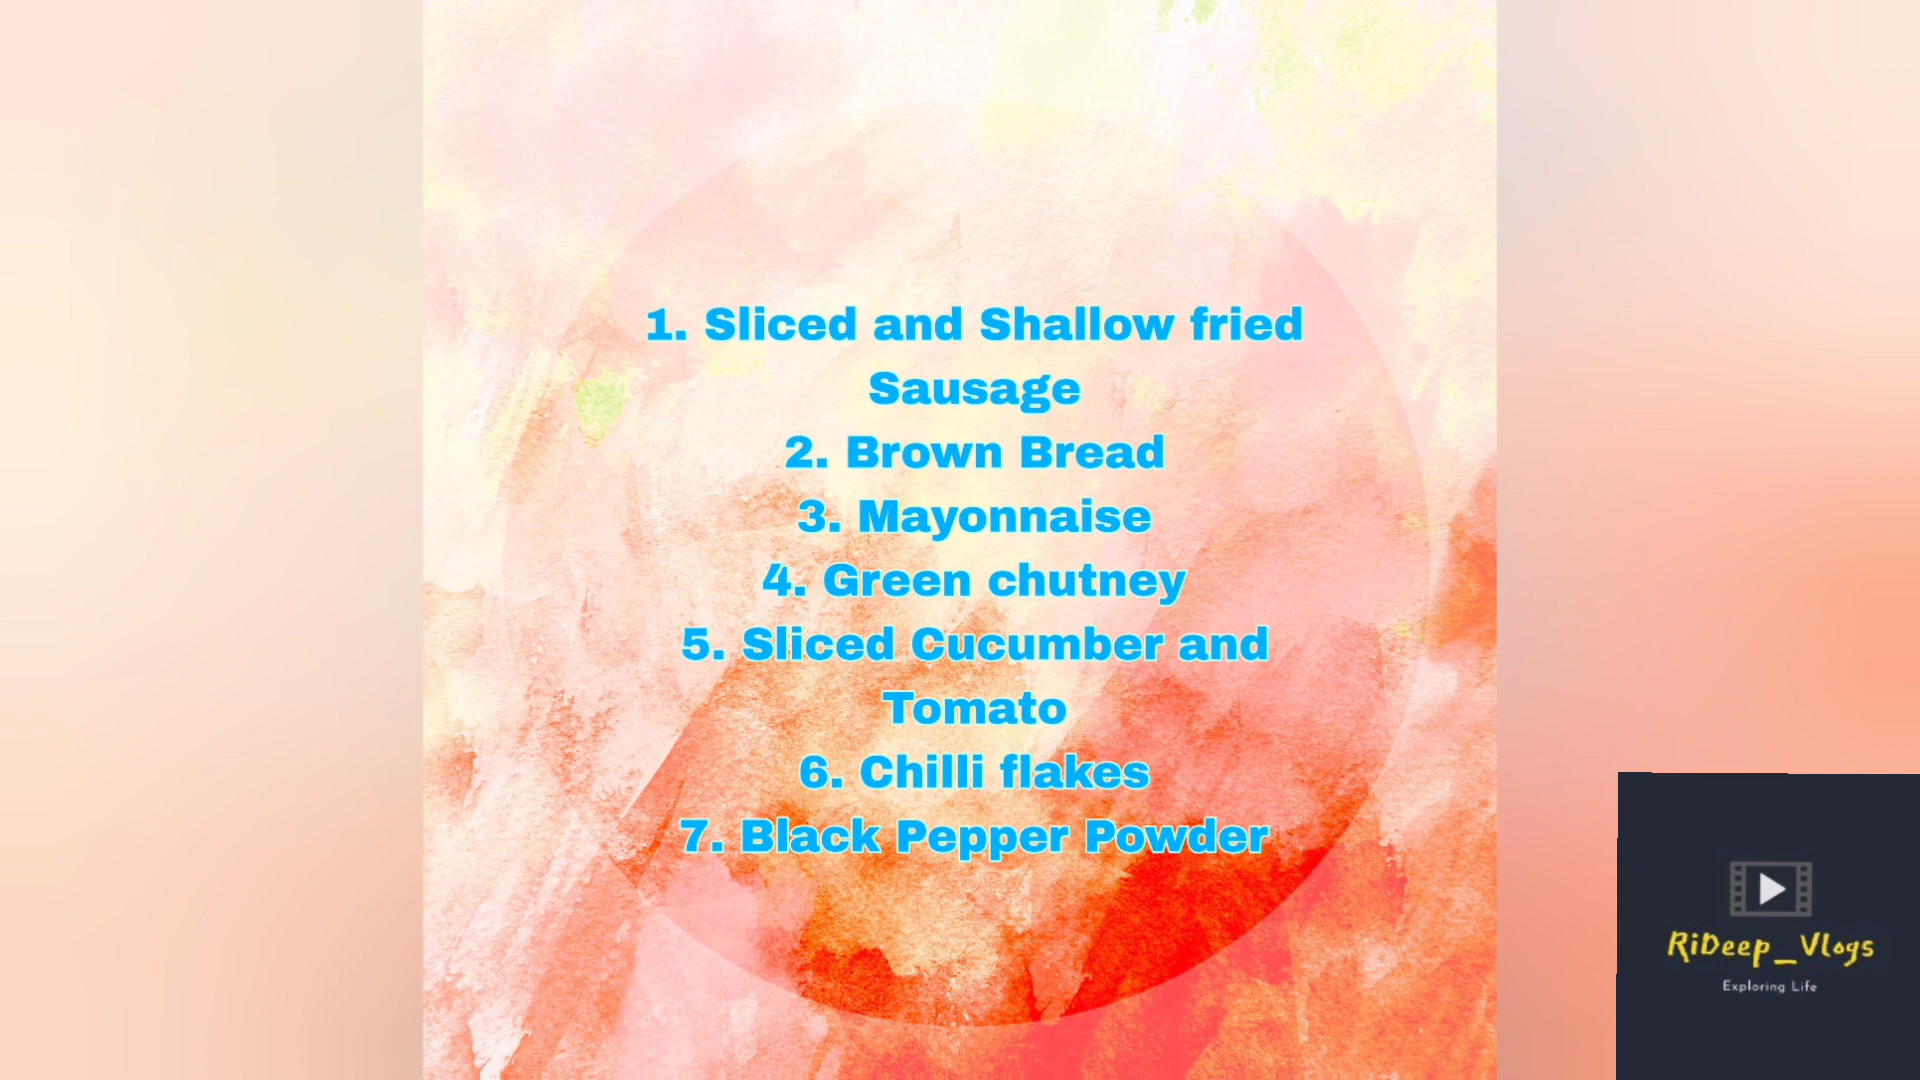 1. Sliced and Shallow fried
Sausage
2. Brown Bread
3. Mayonnaise
4. Green chutney
5. Sliced Cucumber and
Tomato
6. Chilli flakes
7. Black Pepper Powder
RiDeep_Vlogs
Exploring Life